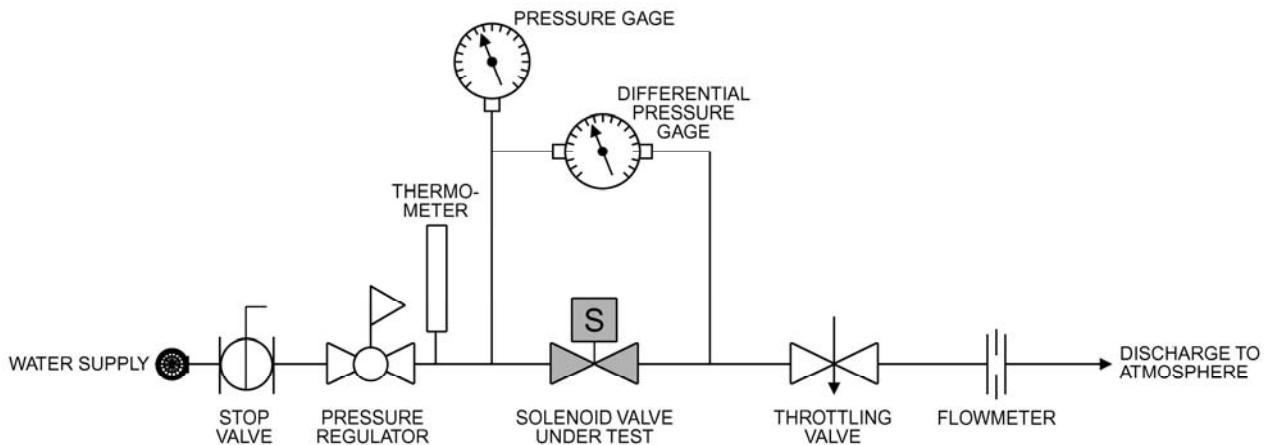 PRESSURE GAGE
DIFFERENTIAL
PRESSURE
GAGE
THERMO-
METER
S
WATER SUPPLY
DISCHARGE TO
ATMOSPHERE
STOP
VALVE
PRESSURE
REGULATOR
SOLENOID VALVE
UNDER TEST
THROTTLING
VALVE
FLOWMETER